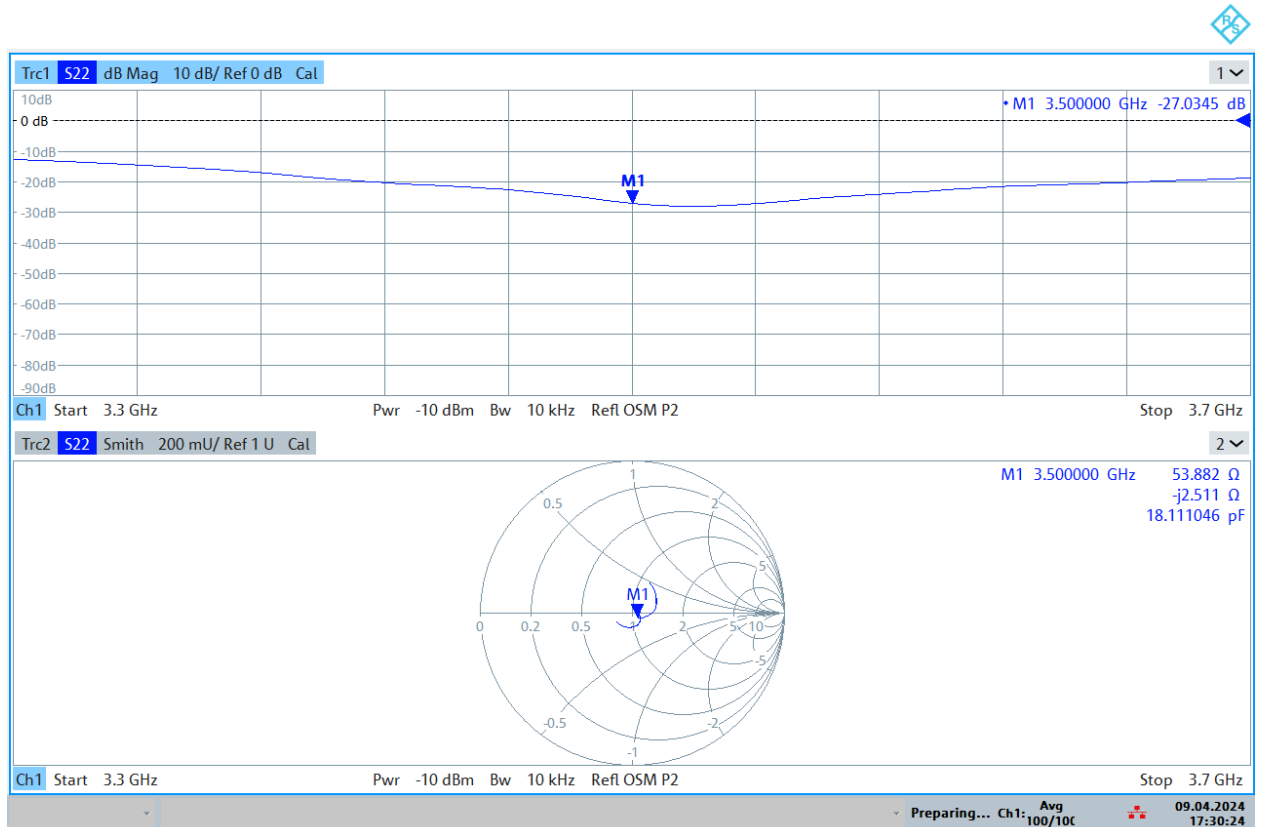 R&S
Trc1 S22 dB Mag 10 dB/ Ref 0 dB Cal
1
10dB
• M1 3.500000 GHz -27.0345 dB
0 dB
-10dB
-20dB
M1
-30dB
-40dB
-50dB
-60dB
-70dB
-80dB
-90dB
Ch1 Start 3.3 GHz Pwr -10 dBm Bw 10 kHz Refl OSM P2 Stop 3.7 GHz
Trc2 S22 Smith 200 mU/ Ref 1 U Cal
2
M1 3.500000 GHz 53.882 Ω
-j2.511 Ω
18.111046 pF
1
0.5
2
5
M1
0 0.2 0.5 1 2 5 10
-5
-0.5
-2
-1
Ch1 Start 3.3 GHz Pwr -10 dBm Bw 10 kHz Refl OSM P2 Stop 3.7 GHz
Preparing... Ch1: Avg
100/100
09.04.2024
17:30:24